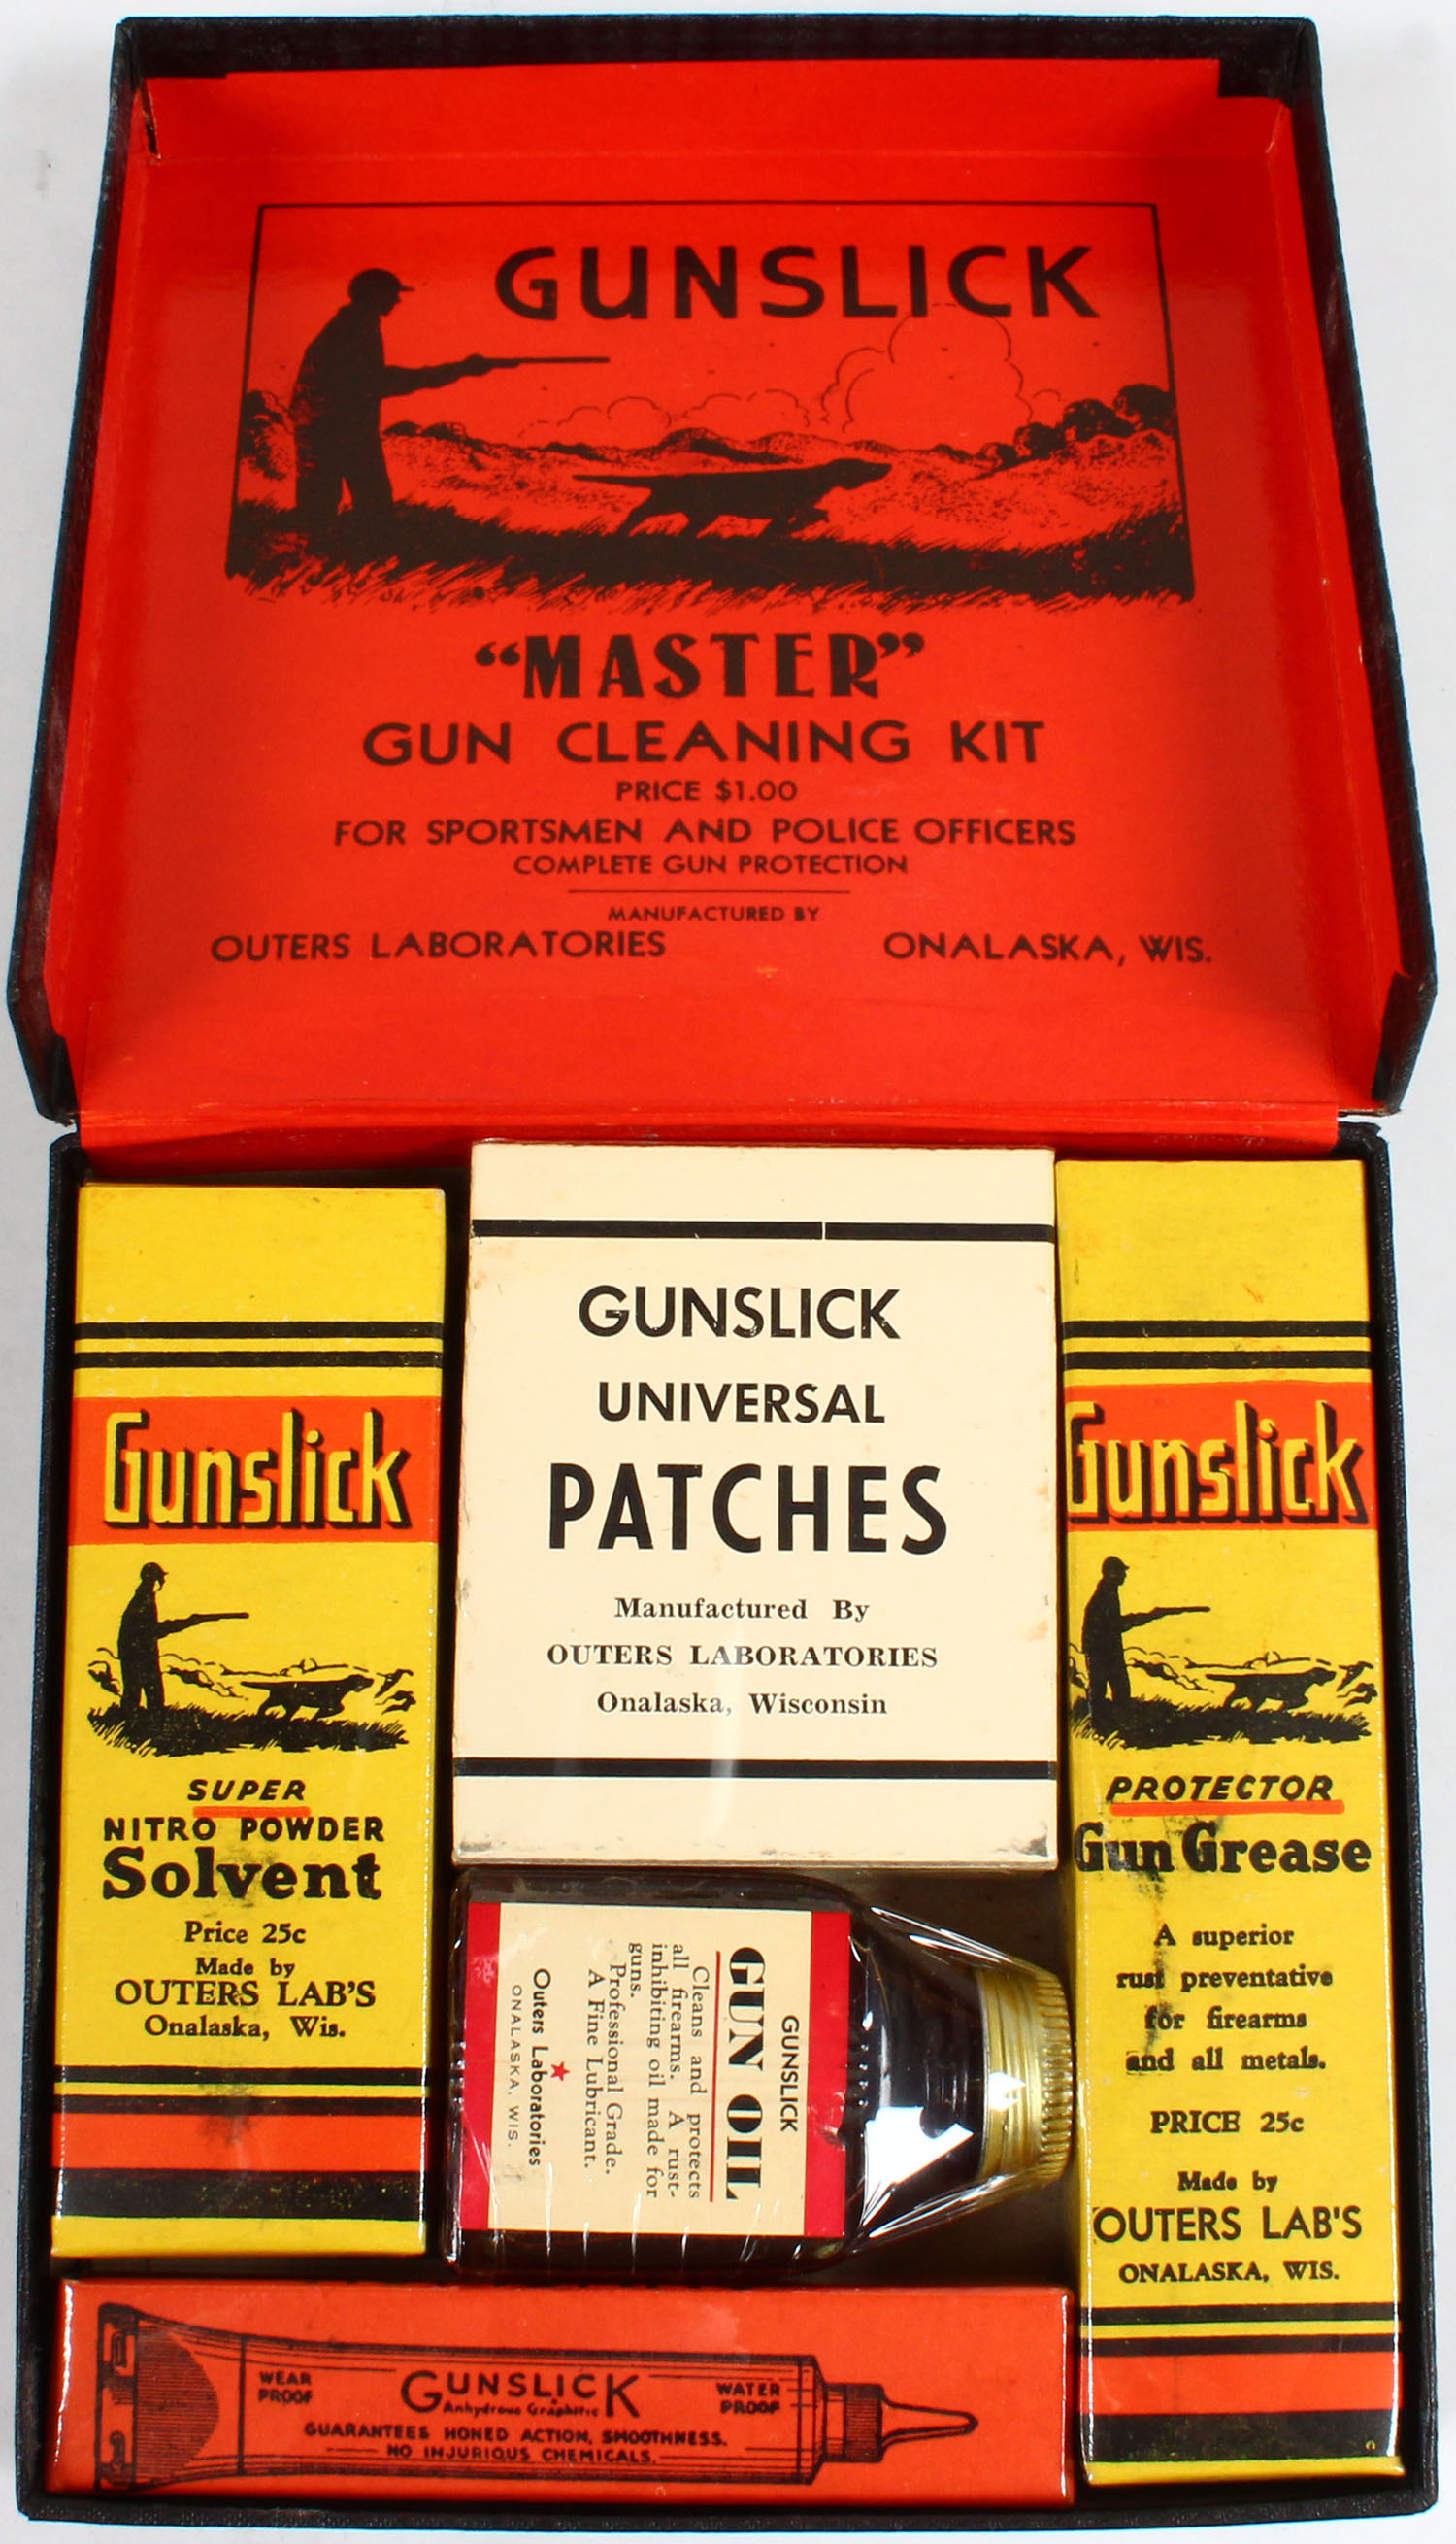 GUNSLICK
“MASTER”
GUN CLEANING KIT
PRICE $1.00
FOR SPORTSMEN AND POLICE OFFICERS
COMPLETE GUN PROTECTION
MANUFACTURED BY
OUTERS LABORATORIES ONALASKA, WIS.
Gunslick
SUPER
NITRO POWDER
Solvent
Price 25c
Made by
OUTERS LAB'S
Onalaska, Wis.
GUNSLICK
UNIVERSAL
PATCHES
Manufactured By
OUTERS LABORATORIES
Onalaska, Wisconsin
GUNSLICK
GUN OIL
Cleans and protects
all firearms. A rust-
inhibiting oil made for
guns.
Professional Grade.
A Fine Lubricant.
Outers Laboratories
ONALASKA, WIS.
Gunslick
PROTECTOR
Gun Grease
A superior
rust preventative
for firearms
and all metals.
PRICE 25c
Made by
OUTERS LAB'S
ONALASKA, WIS.
WEAR
PROOF
GUNSLICK
Anhydrous Graphitic
WATER
PROOF
GUARANTEES HONED ACTION, SMOOTHNESS.
NO INJURIOUS CHEMICALS.